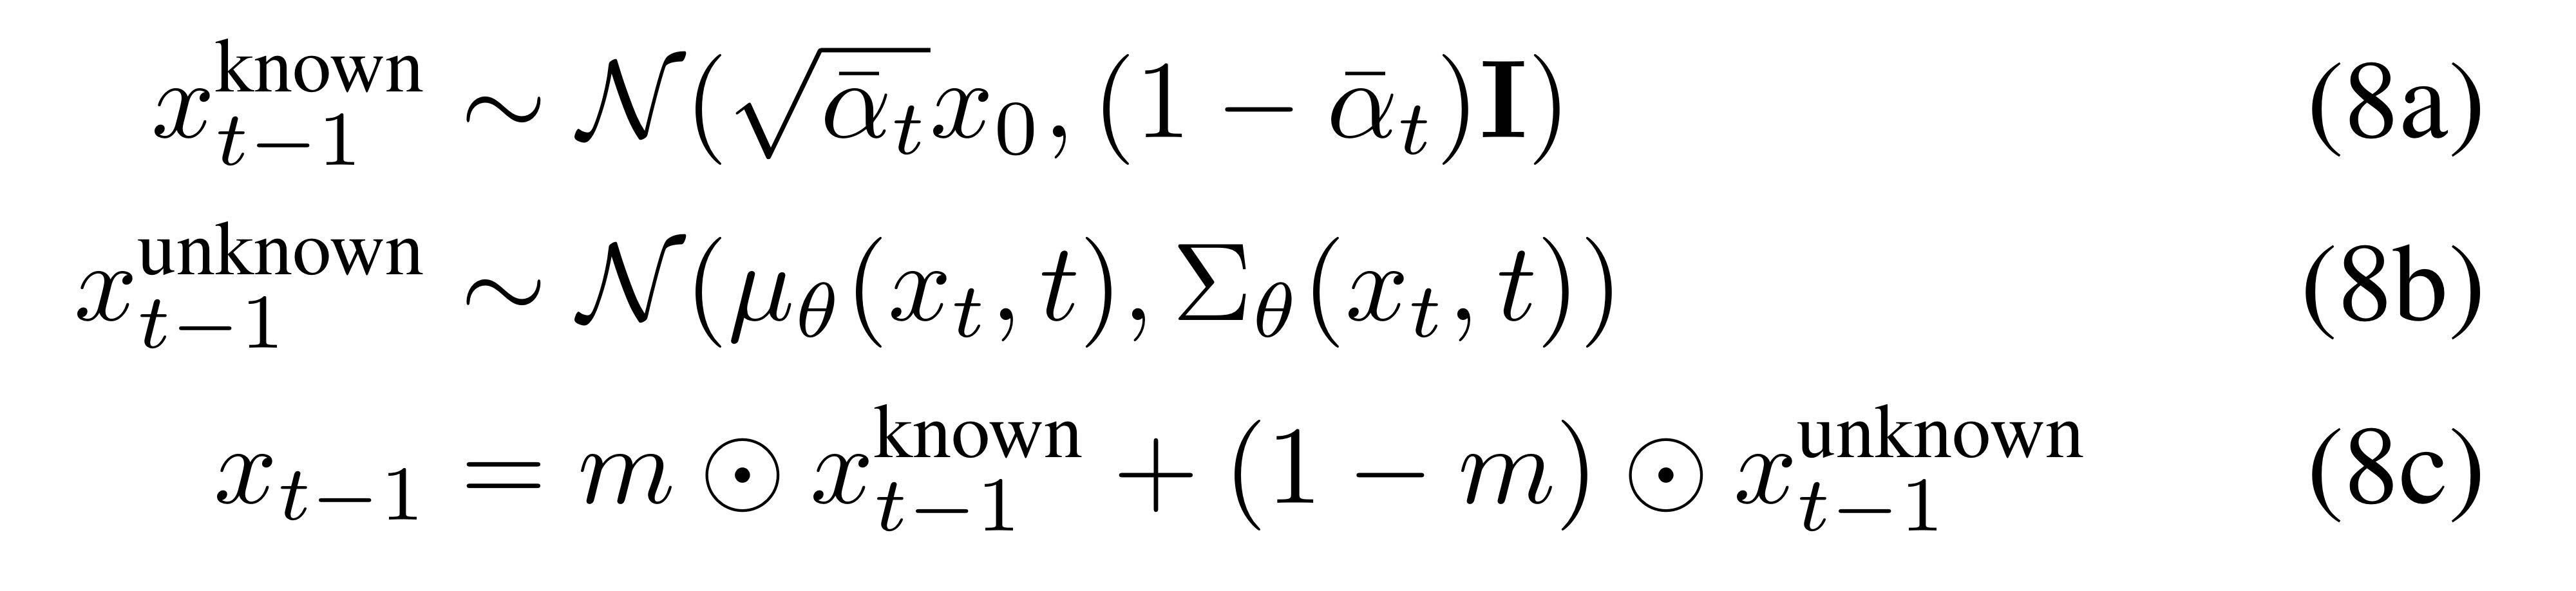 x_{t-1}^{known} ∼ 𝒩(√ᾱ_t x_0, (1 − ᾱ_t)𝐈) (8a)
x_{t-1}^{unknown} ∼ 𝒩(μ_θ(x_t, t), Σ_θ(x_t, t)) (8b)
x_{t-1} = m ⊙ x_{t-1}^{known} + (1 − m) ⊙ x_{t-1}^{unknown} (8c)